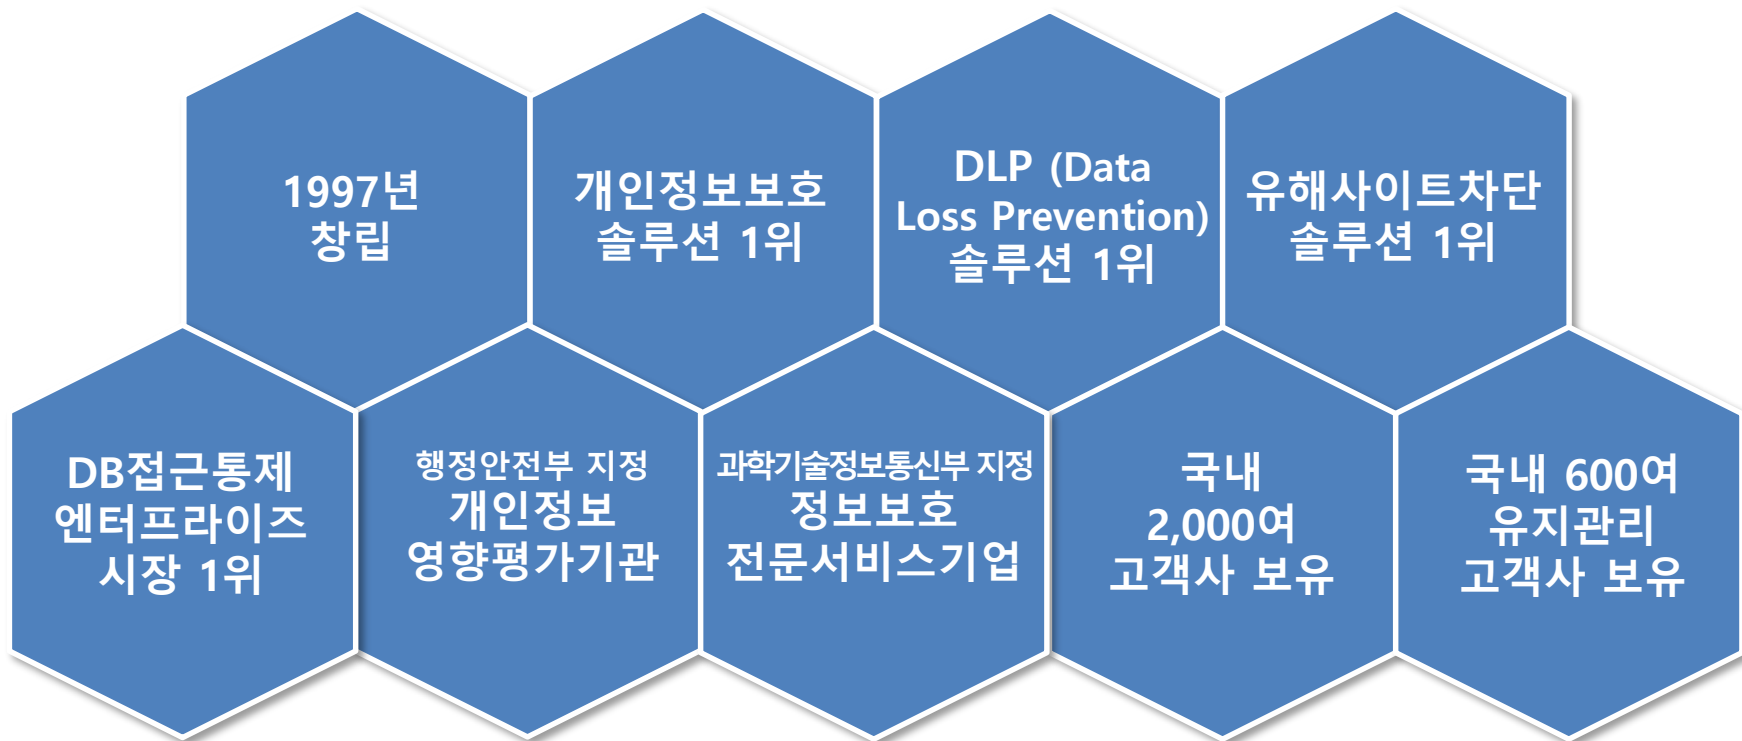 1997년
창립
개인정보보호
솔루션 1위
DLP (Data
Loss Prevention)
솔루션 1위
유해사이트차단
솔루션 1위
DB접근통제
엔터프라이즈
시장 1위
행정안전부 지정
개인정보
영향평가기관
과학기술정보통신부 지정
정보보호
전문서비스기업
국내
2,000여
고객사 보유
국내 600여
유지관리
고객사 보유